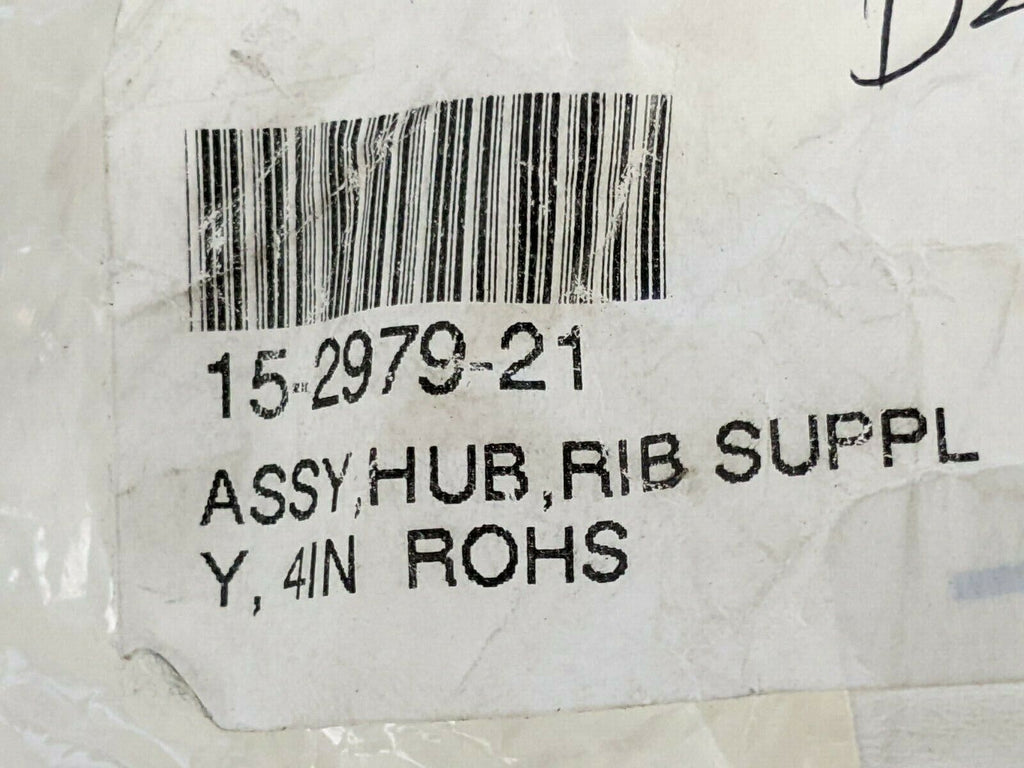 15-2979-21
ASSY,HUB,RIB SUPPL
Y, 4IN ROHS